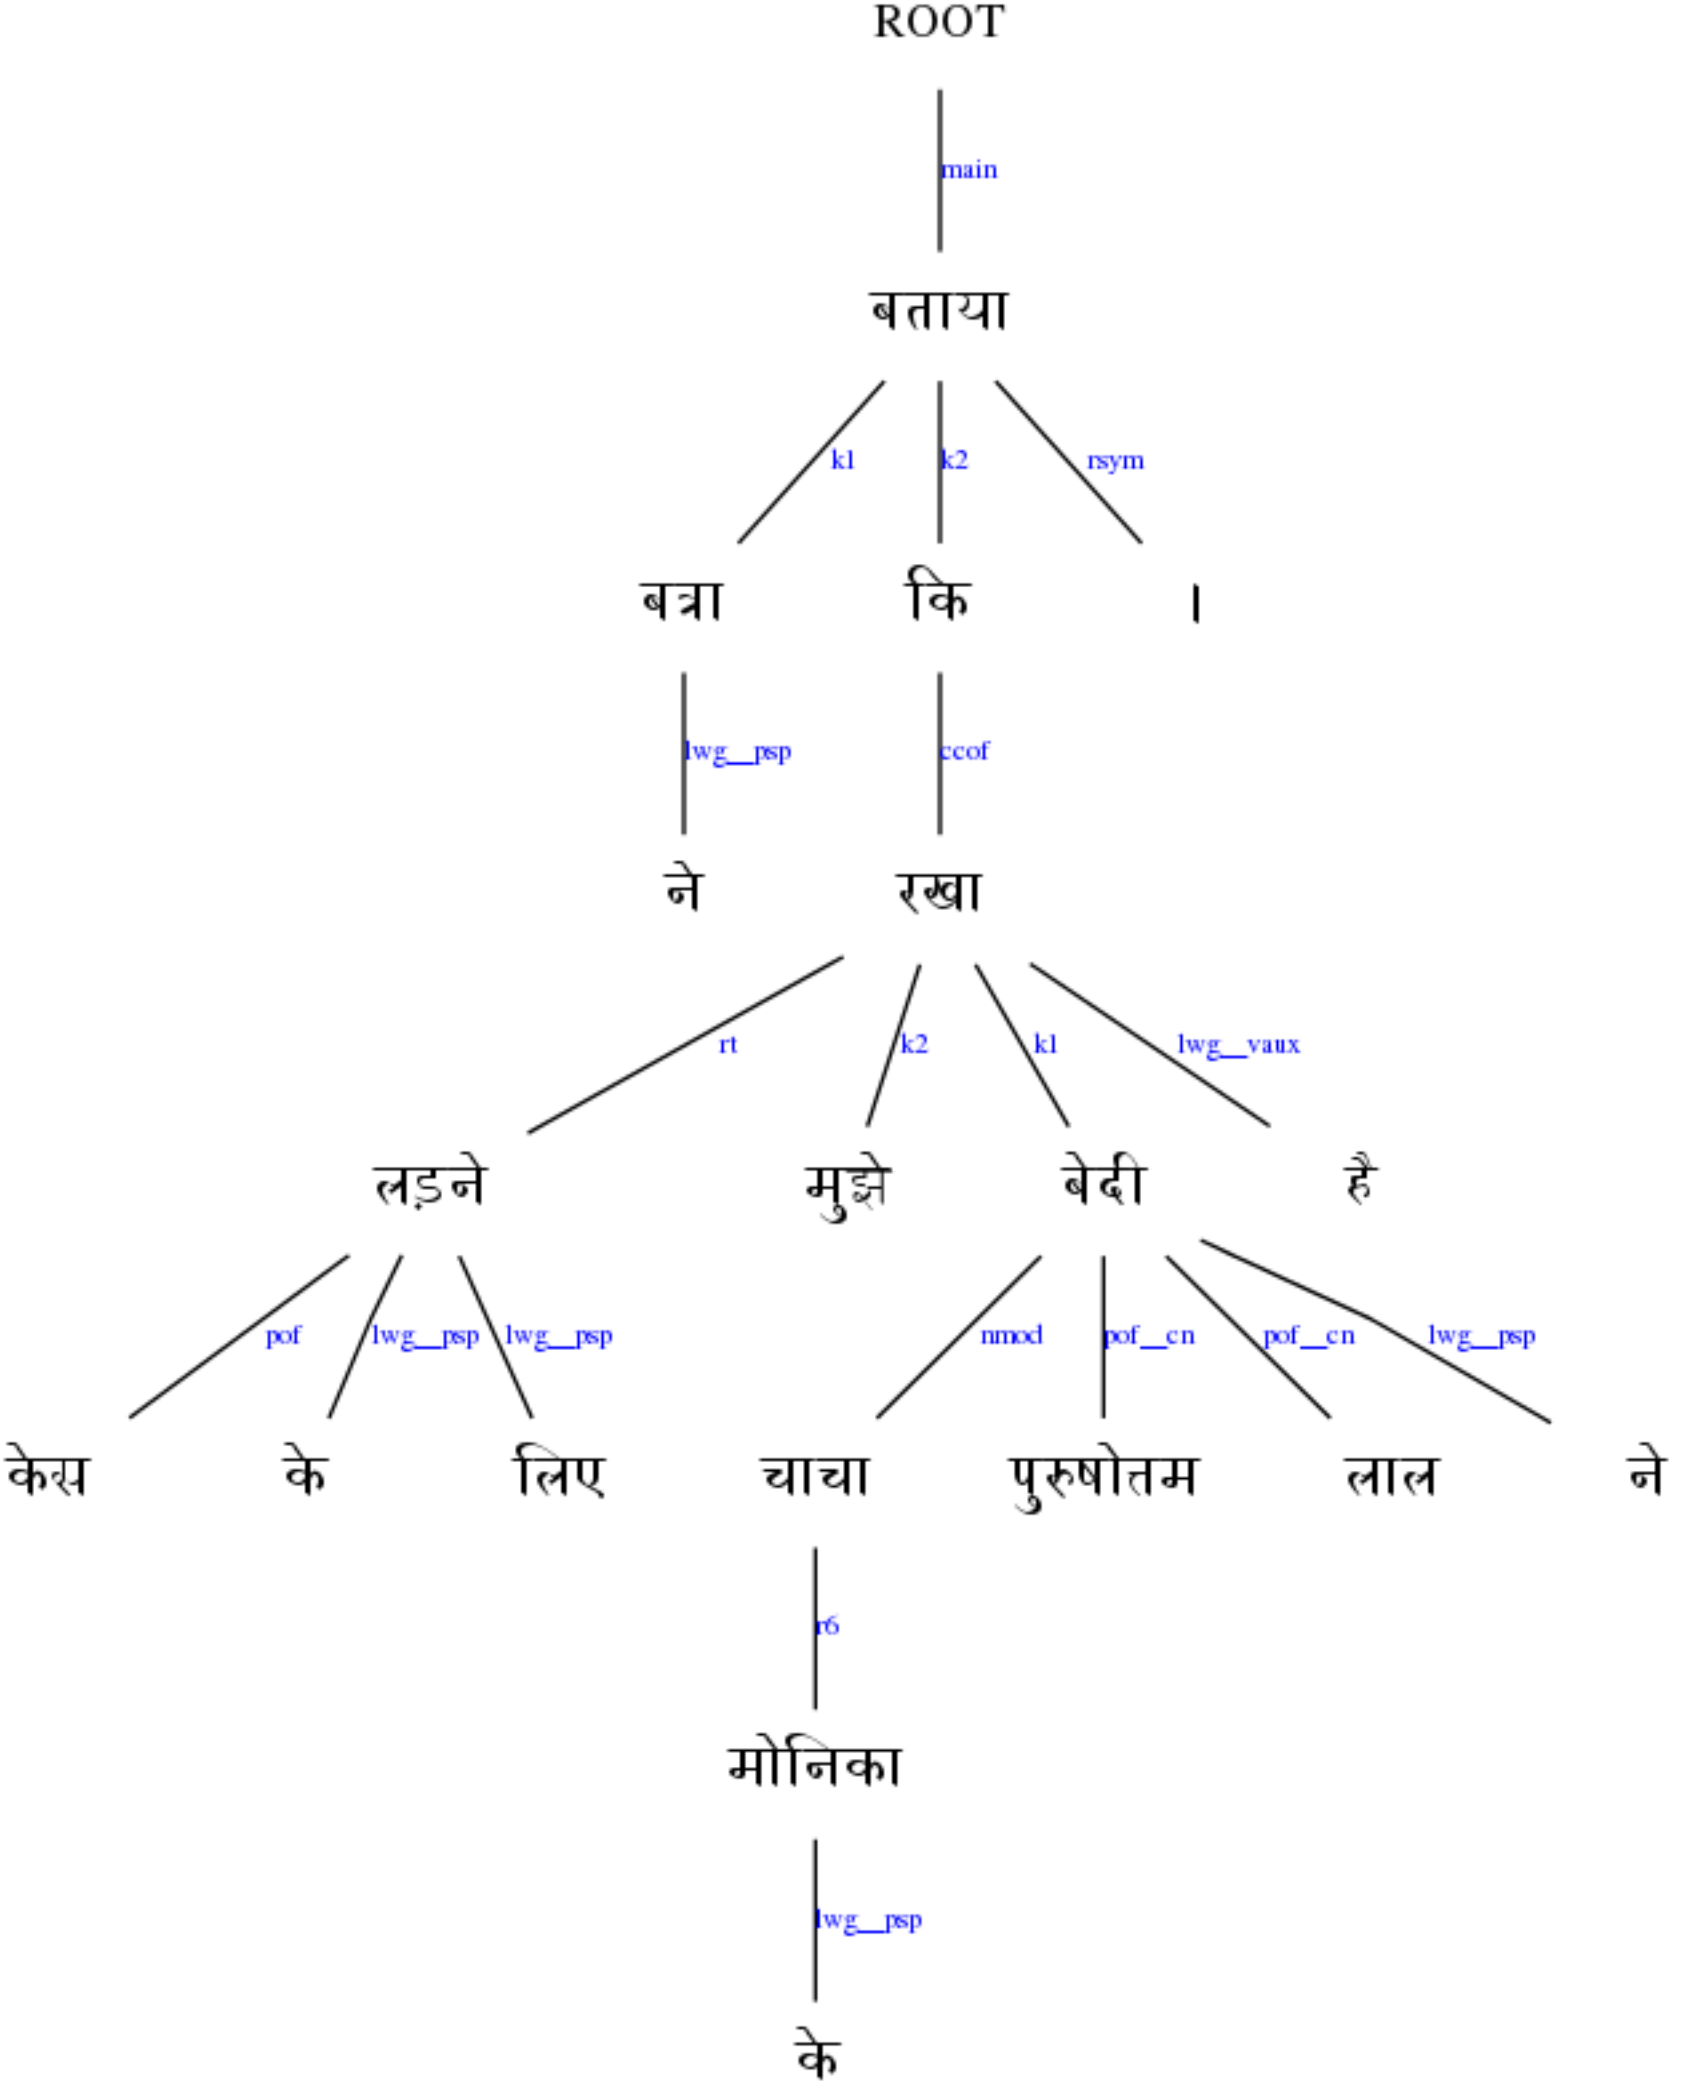 ROOT
main
बताया
k1 k2 rsym
बत्रा कि ।
lwg__psp ccof
ने रखा
rt k2 k1 lwg__vaux
लड़ने मुझे बेदी है
pof lwg__psp lwg__psp nmod pof__cn pof__cn lwg__psp
केस के लिए चाचा पुरुषोत्तम लाल ने
r6
मोनिका
lwg__psp
के